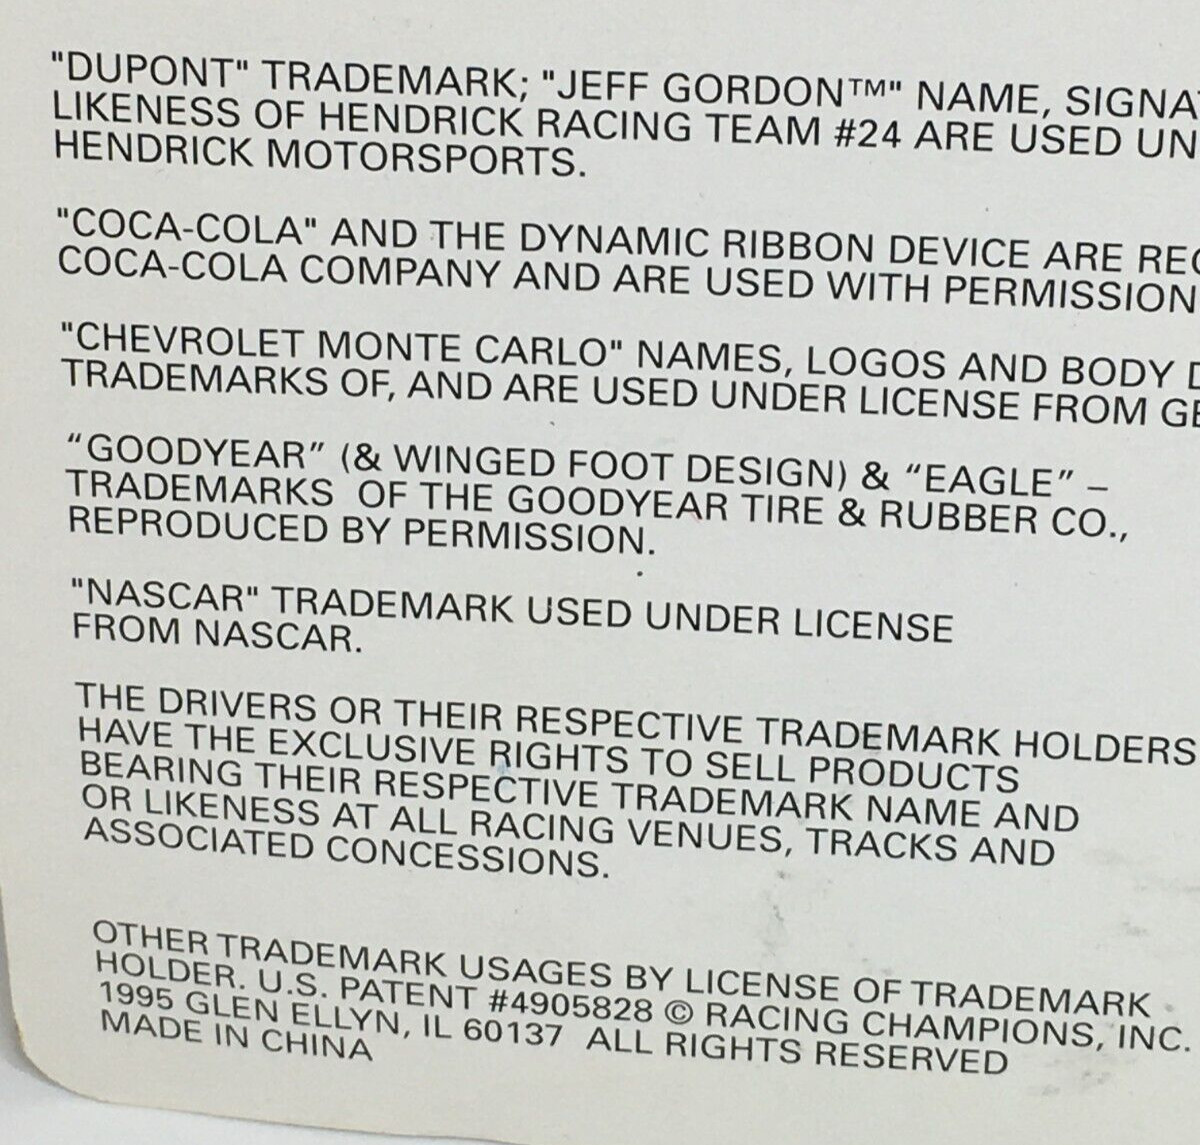 "DUPONT" TRADEMARK; "JEFF GORDON™" NAME,
LIKENESS OF HENDRICK RACING TEAM #24 ARE USED
HENDRICK MOTORSPORTS.
"COCA-COLA" AND THE DYNAMIC RIBBON DEVICE ARE
COCA-COLA COMPANY AND ARE USED WITH PERMISSION
"CHEVROLET MONTE CARLO" NAMES, LOGOS AND BODY
TRADEMARKS OF, AND ARE USED UNDER LICENSE FROM
“GOODYEAR” (& WINGED FOOT DESIGN) & “EAGLE” –
TRADEMARKS OF THE GOODYEAR TIRE & RUBBER CO.,
REPRODUCED BY PERMISSION.
"NASCAR" TRADEMARK USED UNDER LICENSE
FROM NASCAR.
THE DRIVERS OR THEIR RESPECTIVE TRADEMARK HOLDERS
HAVE THE EXCLUSIVE RIGHTS TO SELL PRODUCTS
BEARING THEIR RESPECTIVE TRADEMARK NAME AND
OR LIKENESS AT ALL RACING VENUES, TRACKS AND
ASSOCIATED CONCESSIONS.
OTHER TRADEMARK USAGES BY LICENSE OF TRADEMARK
HOLDER. U.S. PATENT #4905828 © RACING CHAMPIONS, INC.
1995 GLEN ELLYN, IL 60137 ALL RIGHTS RESERVED
MADE IN CHINA